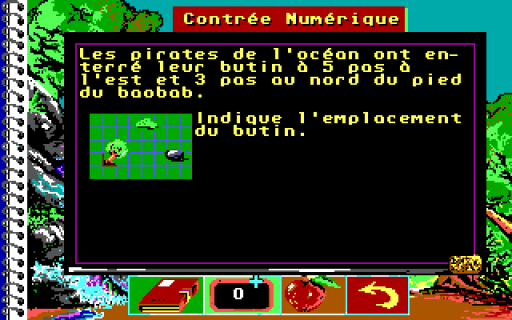 Contrée Numérique
Les pirates de l'océan ont en-
terré leur butin à 5 pas à
l'est et 3 pas au nord du pied
du baobab.
Indique l'emplacement
du butin.
0